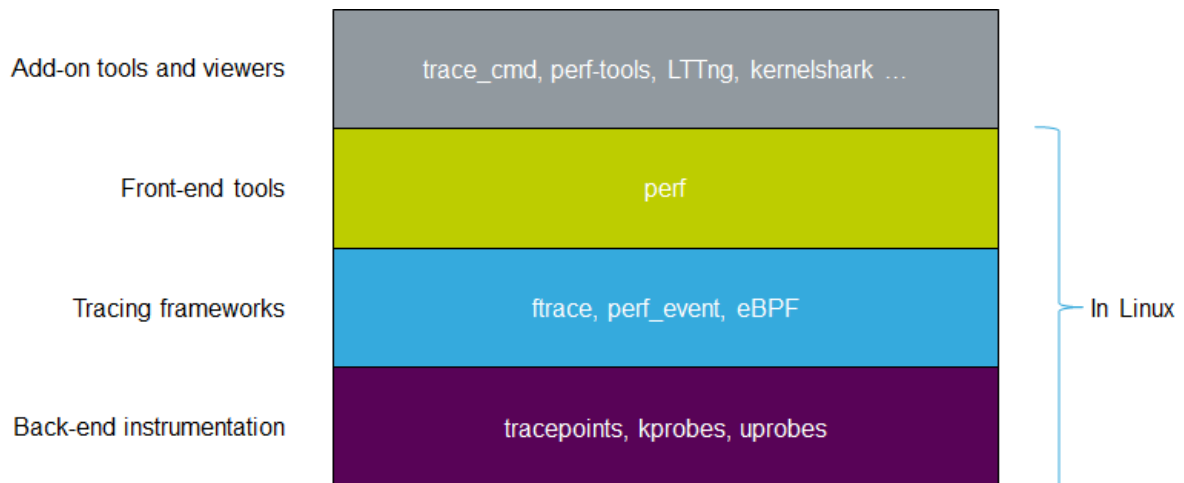 Add-on tools and viewers
trace_cmd, perf-tools, LTTng, kernelshark ...
Front-end tools
perf
Tracing frameworks
ftrace, perf_event, eBPF
In Linux
Back-end instrumentation
tracepoints, kprobes, uprobes